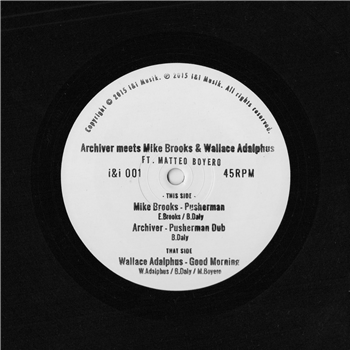 Copyright © 2015 i&i Musik. ℗ 2015 i&i Musik. All rights reserved.
Archiver meets Mike Brooks & Wallace Adalphus
FT. MATTEO BOYERO
i&i 001 45RPM
- THIS SIDE -
Mike Brooks - Pusherman
E.Brooks / B.Daly
Archiver - Pusherman Dub
B.Daly
THAT SIDE
Wallace Adalphus - Good Morning
W.Adalphus / B.Daly / M.Boyero